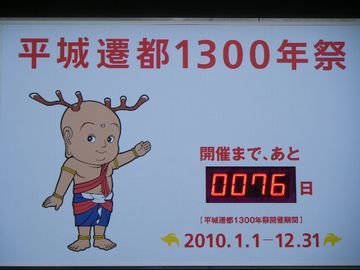 平城遷都1300年祭
開催まで、あと
0076日
【平城遷都1300年祭開催期間】
2010.1.1－12.31